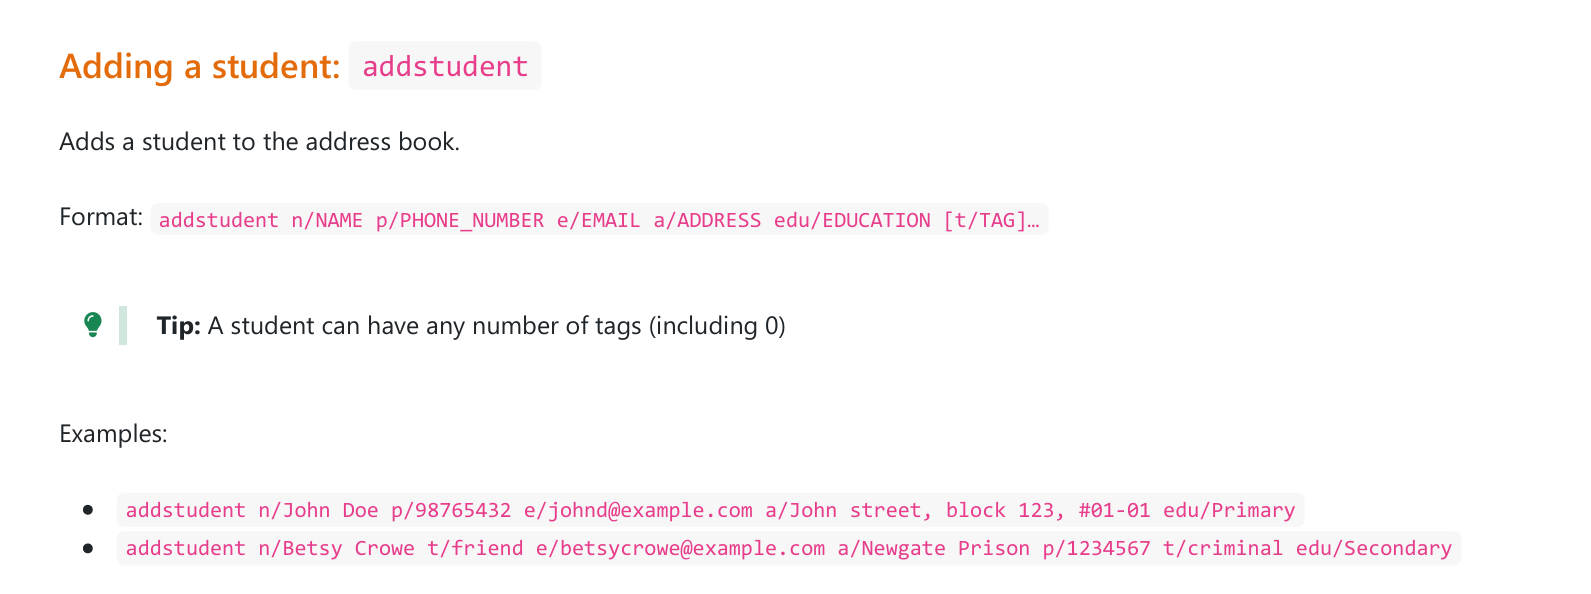 Adding a student: addstudent
Adds a student to the address book.
Format: addstudent n/NAME p/PHONE_NUMBER e/EMAIL a/ADDRESS edu/EDUCATION [t/TAG]…
Tip: A student can have any number of tags (including 0)
Examples:
addstudent n/John Doe p/98765432 e/johnd@example.com a/John street, block 123, #01-01 edu/Primary
addstudent n/Betsy Crowe t/friend e/betsycrowe@example.com a/Newgate Prison p/1234567 t/criminal edu/Secondary